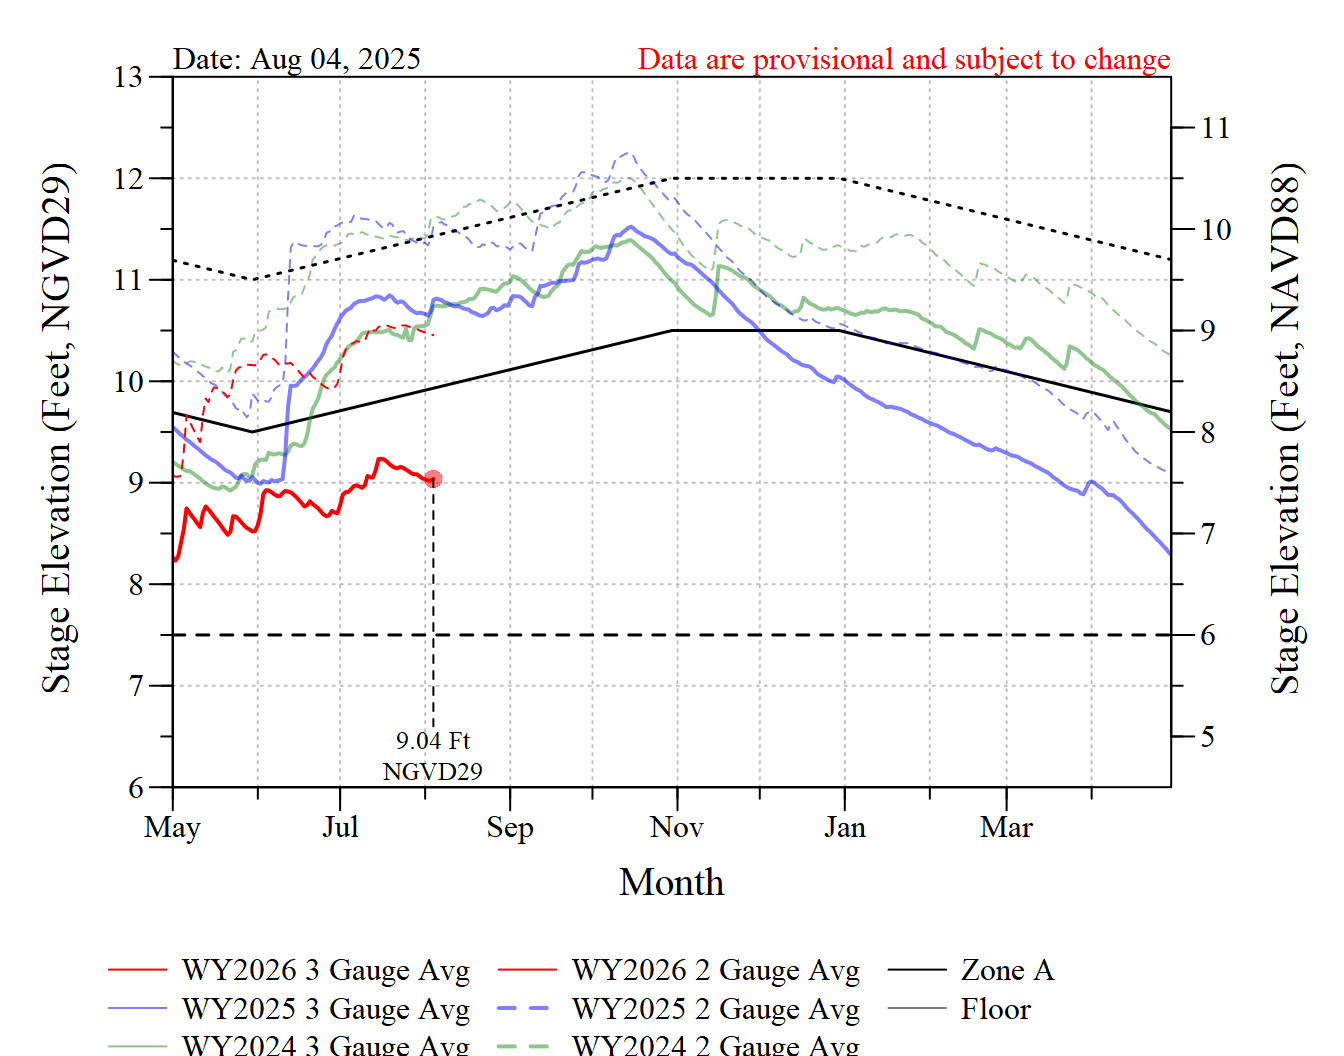 Date: Aug 04, 2025
Data are provisional and subject to change
13
12
11
10
9
8
7
6
Stage Elevation (Feet, NGVD29)
11
10
9
8
7
6
5
Stage Elevation (Feet, NAVD88)
9.04 Ft
NGVD29
May Jul Sep Nov Jan Mar
Month
WY2026 3 Gauge Avg WY2026 2 Gauge Avg Zone A
WY2025 3 Gauge Avg WY2025 2 Gauge Avg Floor
WY2024 3 Gauge Avg WY2024 2 Gauge Avg